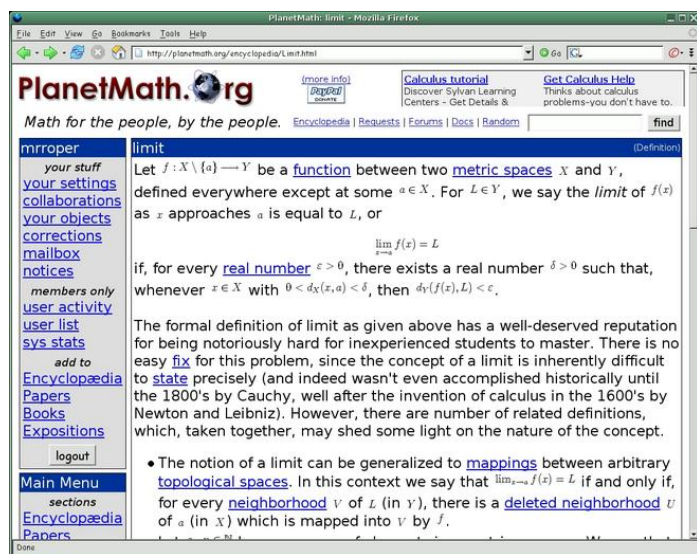 PlanetMath: limit - Mozilla Firefox
File Edit View Go Bookmarks Tools Help
http://planetmath.org/encyclopedia/Limit.html
Go
PlanetMath.Org
Math for the people, by the people.
(more info)
PayPal
DONATE
Calculus tutorial
Discover Sylvan Learning
Centers - Get Details &
Get Calculus Help
Thinks about calculus
problems-you don't have to.
Encyclopedia | Requests | Forums | Docs | Random
find
mrroper
your stuff
your settings
collaborations
your objects
corrections
mailbox
notices
members only
user activity
user list
sys stats
add to
Encyclopædia
Papers
Books
Expositions
logout
Main Menu
sections
Encyclopædia
Papers
limit (Definition)
Let f : X \ {a} → Y be a function between two metric spaces X and Y,
defined everywhere except at some a ∈ X. For L ∈ Y, we say the limit of f(x)
as x approaches a is equal to L, or
lim x→a f(x) = L
if, for every real number ε > 0, there exists a real number δ > 0 such that,
whenever x ∈ X with 0 < d_X(x, a) < δ, then d_Y(f(x), L) < ε.
The formal definition of limit as given above has a well-deserved reputation
for being notoriously hard for inexperienced students to master. There is no
easy fix for this problem, since the concept of a limit is inherently difficult
to state precisely (and indeed wasn't even accomplished historically until
the 1800's by Cauchy, well after the invention of calculus in the 1600's by
Newton and Leibniz). However, there are number of related definitions,
which, taken together, may shed some light on the nature of the concept.
• The notion of a limit can be generalized to mappings between arbitrary
topological spaces. In this context we say that lim x→a f(x) = L if and only if,
for every neighborhood V of L (in Y), there is a deleted neighborhood U
of a (in X) which is mapped into V by f.
Done